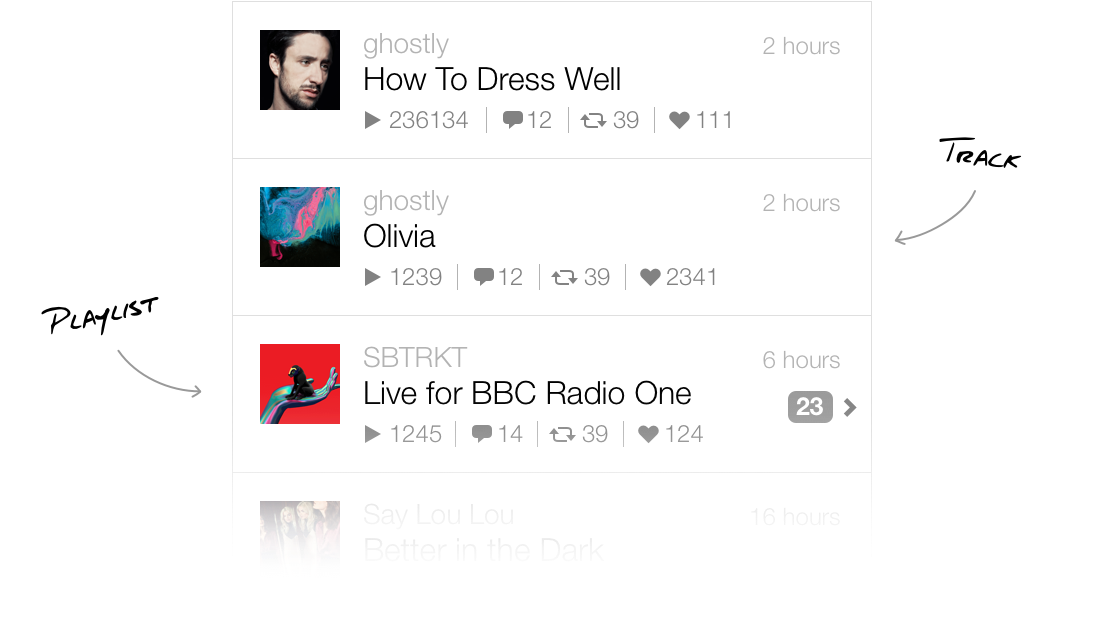 ghostly 2 hours
How To Dress Well
236134 12 39 111
TRACK
ghostly 2 hours
Olivia
1239 12 39 2341
PLAYLIST
SBTRKT 6 hours
Live for BBC Radio One 23
1245 14 39 124
Say Lou Lou 16 hours
Better in the Dark